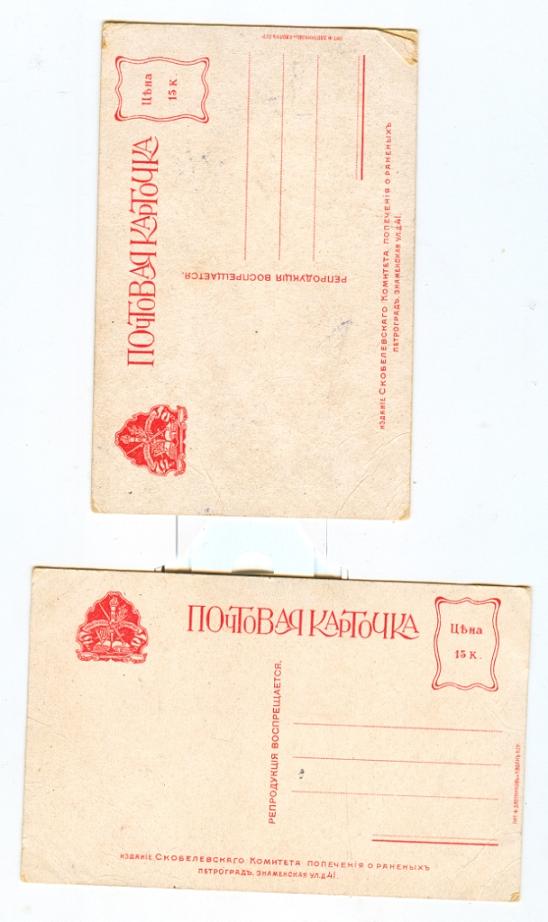 ПОЧТОВАЯ КАРТОЧКА
Цѣна
15 к.
РЕПРОДУКЦІЯ ВОСПРЕЩАЕТСЯ.
ИЗДАНІЕ СКОБЕЛЕВСКАГО КОМИТЕТА ПОПЕЧЕНІЯ О РАНЕНЫХЪ
ПЕТРОГРАДЪ, ЗНАМЕНСКАЯ УЛ. Д. 41.
ПОЧТОВАЯ КАРТОЧКА
Цѣна
15 к.
РЕПРОДУКЦІЯ ВОСПРЕЩАЕТСЯ.
ИЗДАНІЕ СКОБЕЛЕВСКАГО КОМИТЕТА ПОПЕЧЕНІЯ О РАНЕНЫХЪ
ПЕТРОГРАДЪ, ЗНАМЕНСКАЯ УЛ. Д. 41.